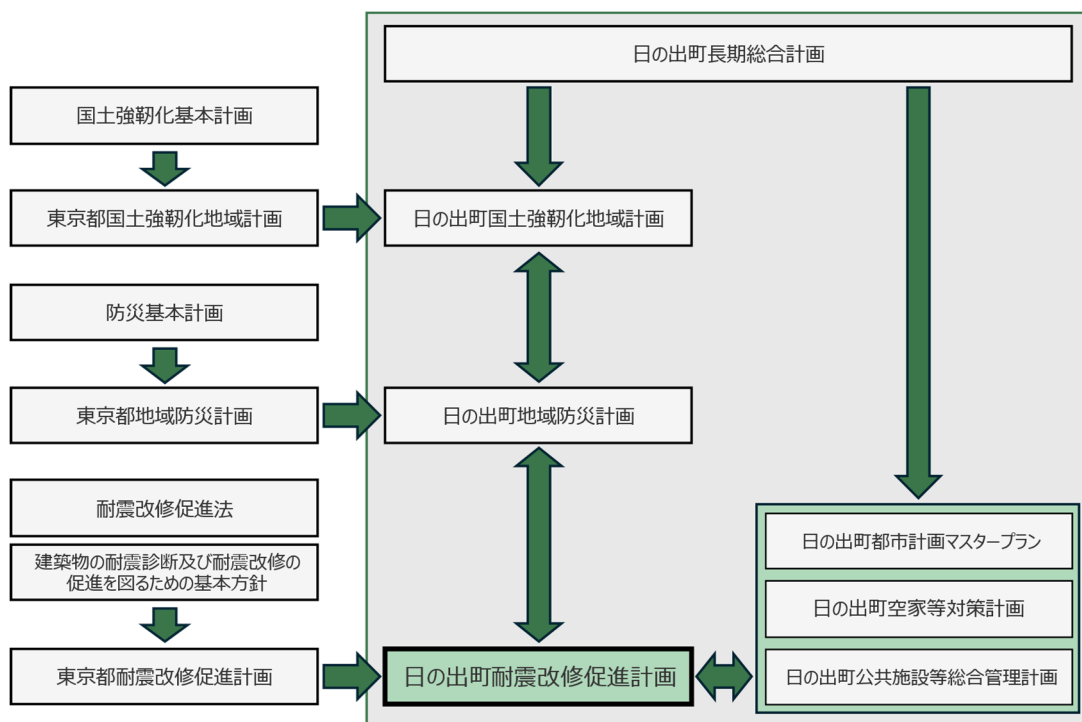 日の出町長期総合計画
国土強靭化基本計画
東京都国土強靭化地域計画
日の出町国土強靭化地域計画
防災基本計画
東京都地域防災計画
日の出町地域防災計画
耐震改修促進法
建築物の耐震診断及び耐震改修の
促進を図るための基本方針
東京都耐震改修促進計画
日の出町耐震改修促進計画
日の出町都市計画マスタープラン
日の出町空家等対策計画
日の出町公共施設等総合管理計画